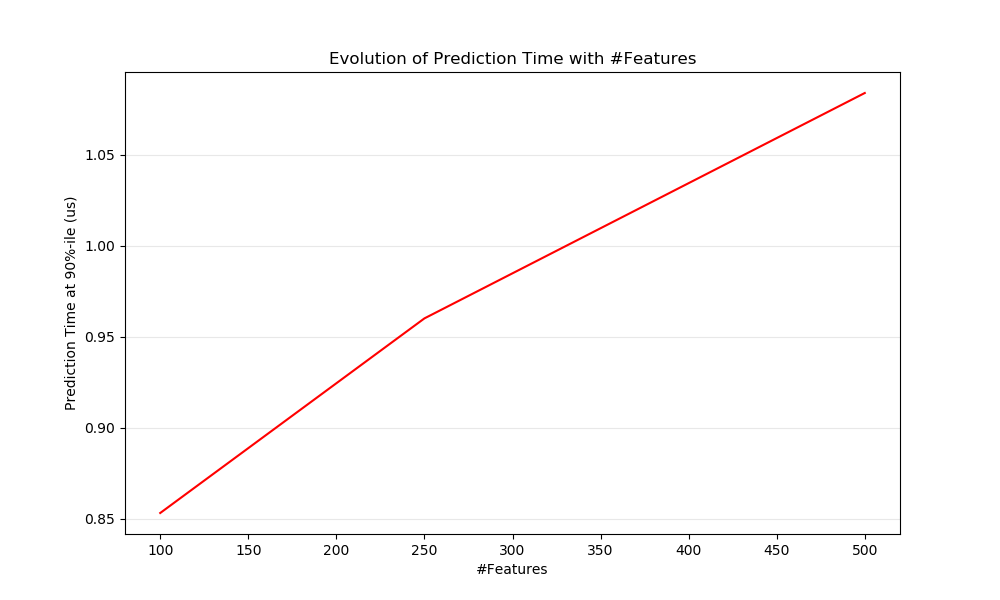 Evolution of Prediction Time with #Features
Prediction Time at 90%-ile (us)
1.05
1.00
0.95
0.90
0.85
100 150 200 250 300 350 400 450 500
#Features